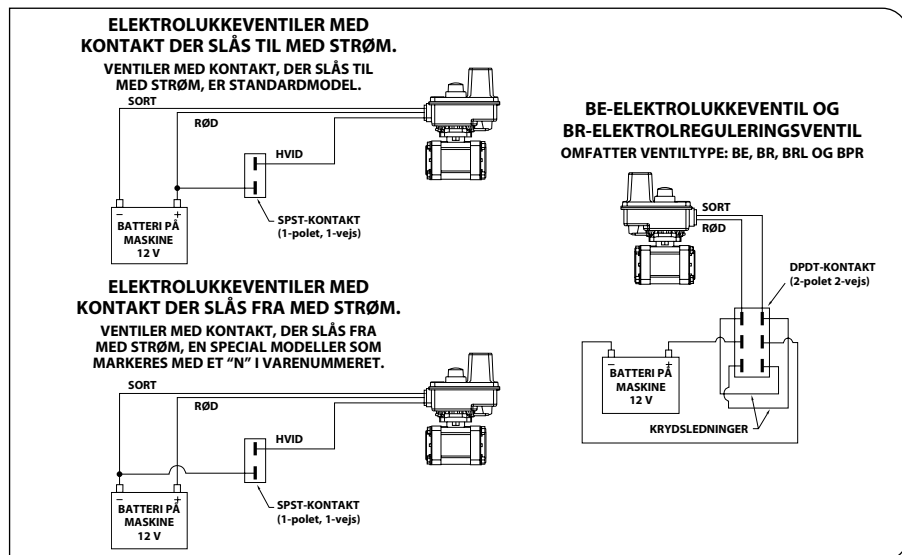 ELEKTROLUKKEVENTILER MED
KONTAKT DER SLÅS TIL MED STRØM.
VENTILER MED KONTAKT, DER SLÅS TIL
MED STRØM, ER STANDARDMODEL.
SORT
RØD
HVID
SPST-KONTAKT
(1-polet, 1-vejs)
– +
BATTERI PÅ
MASKINE
12 V
ELEKTROLUKKEVENTILER MED
KONTAKT DER SLÅS FRA MED STRØM.
VENTILER MED KONTAKT, DER SLÅS FRA
MED STRØM, EN SPECIAL MODELLER SOM
MARKERES MED ET “N” I VARENUMMERET.
SORT
RØD
HVID
SPST-KONTAKT
(1-polet, 1-vejs)
– +
BATTERI PÅ
MASKINE
12 V
BE-ELEKTROLUKKEVENTIL OG
BR-ELEKTROLREGULERINGSVENTIL
OMFATTER VENTILTYPE: BE, BR, BRL OG BPR
SORT
RØD
DPDT-KONTAKT
(2-polet 2-vejs)
– +
BATTERI PÅ
MASKINE
12 V
KRYDSLEDNINGER